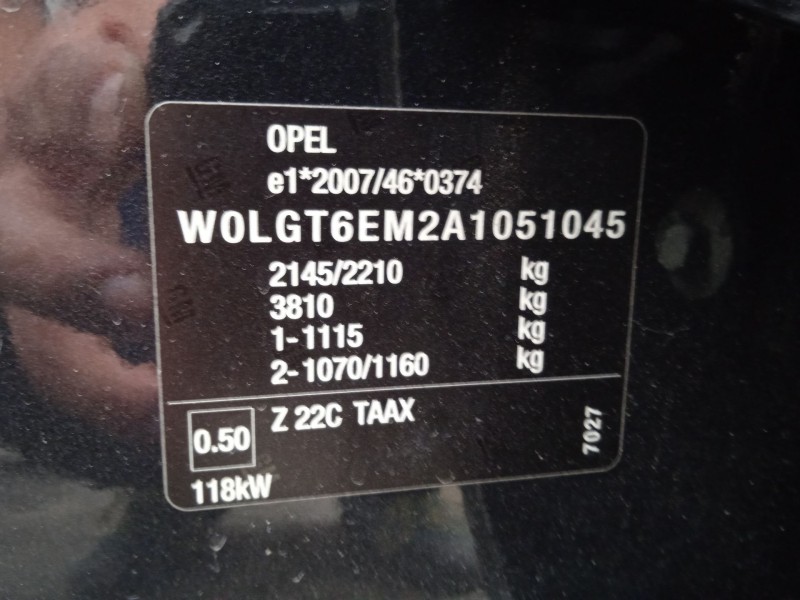 OPEL
e1*2007/46*0374
W0LGT6EM2A1051045
2145/2210 kg
3810 kg
1-1115 kg
2-1070/1160 kg
0.50 Z 22C TAAX
7027
118kW